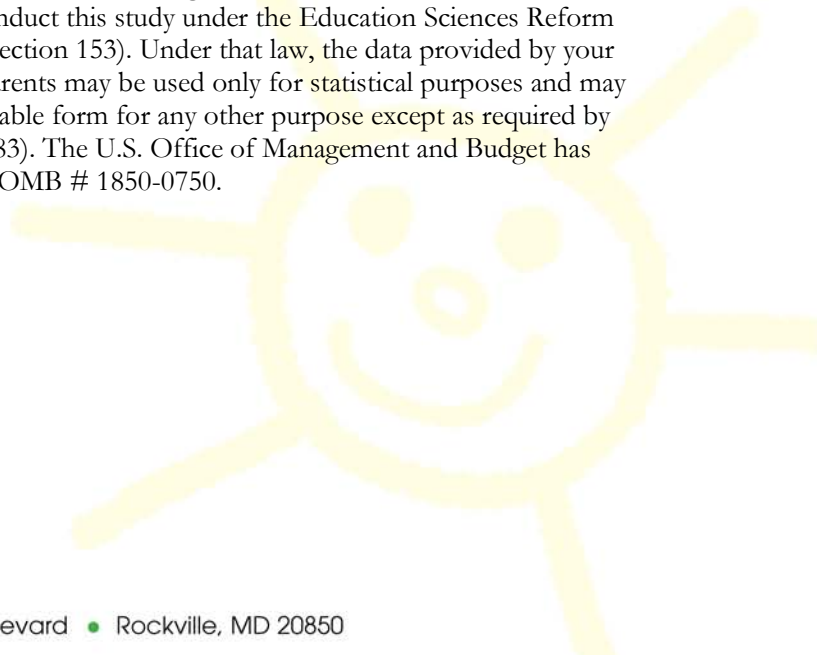 nduct this study under the Education Sciences Reform
ection 153). Under that law, the data provided by your
rents may be used only for statistical purposes and may
able form for any other purpose except as required by
83). The U.S. Office of Management and Budget has
OMB # 1850-0750.
evard • Rockville, MD 20850